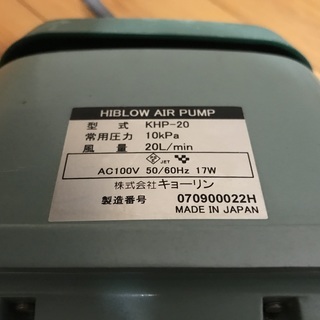 HIBLOW AIR PUMP
型 式 KHP-20
常用圧力 10kPa
風 量 20L/min
JET
AC100V 50/60Hz 17W
株式会社 キョーリン
製造番号 070900022H
MADE IN JAPAN